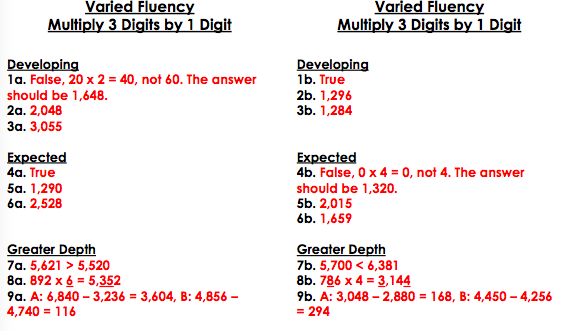 Varied Fluency
Multiply 3 Digits by 1 Digit
Developing
1a. False, 20 x 2 = 40, not 60. The answer
should be 1,648.
2a. 2,048
3a. 3,055
Expected
4a. True
5a. 1,290
6a. 2,528
Greater Depth
7a. 5,621 > 5,520
8a. 892 x 6 = 5,352
9a. A: 6,840 – 3,236 = 3,604, B: 4,856 –
4,740 = 116
Varied Fluency
Multiply 3 Digits by 1 Digit
Developing
1b. True
2b. 1,296
3b. 1,284
Expected
4b. False, 0 x 4 = 0, not 4. The answer
should be 1,320.
5b. 2,015
6b. 1,659
Greater Depth
7b. 5,700 < 6,381
8b. 786 x 4 = 3,144
9b. A: 3,048 – 2,880 = 168, B: 4,450 – 4,256
= 294